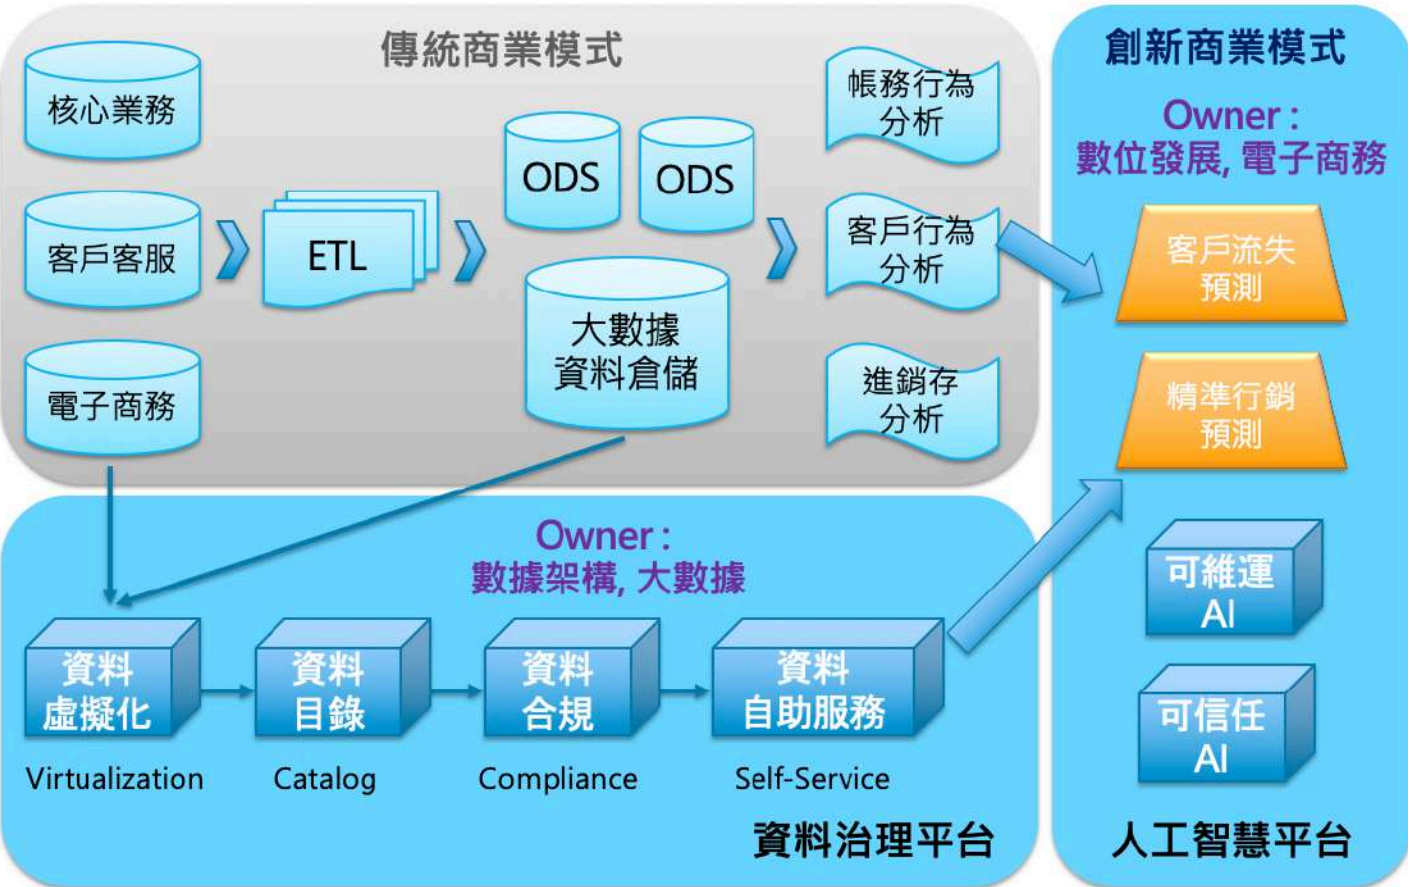 傳統商業模式
核心業務
客戶客服
電子商務
ETL
ODS
ODS
大數據
資料倉儲
帳務行為
分析
客戶行為
分析
進銷存
分析
創新商業模式
Owner :
數位發展, 電子商務
客戶流失
預測
精準行銷
預測
可維運
AI
可信任
AI
人工智慧平台
Owner :
數據架構, 大數據
資料
虛擬化
Virtualization
資料
目錄
Catalog
資料
合規
Compliance
資料
自助服務
Self-Service
資料治理平台